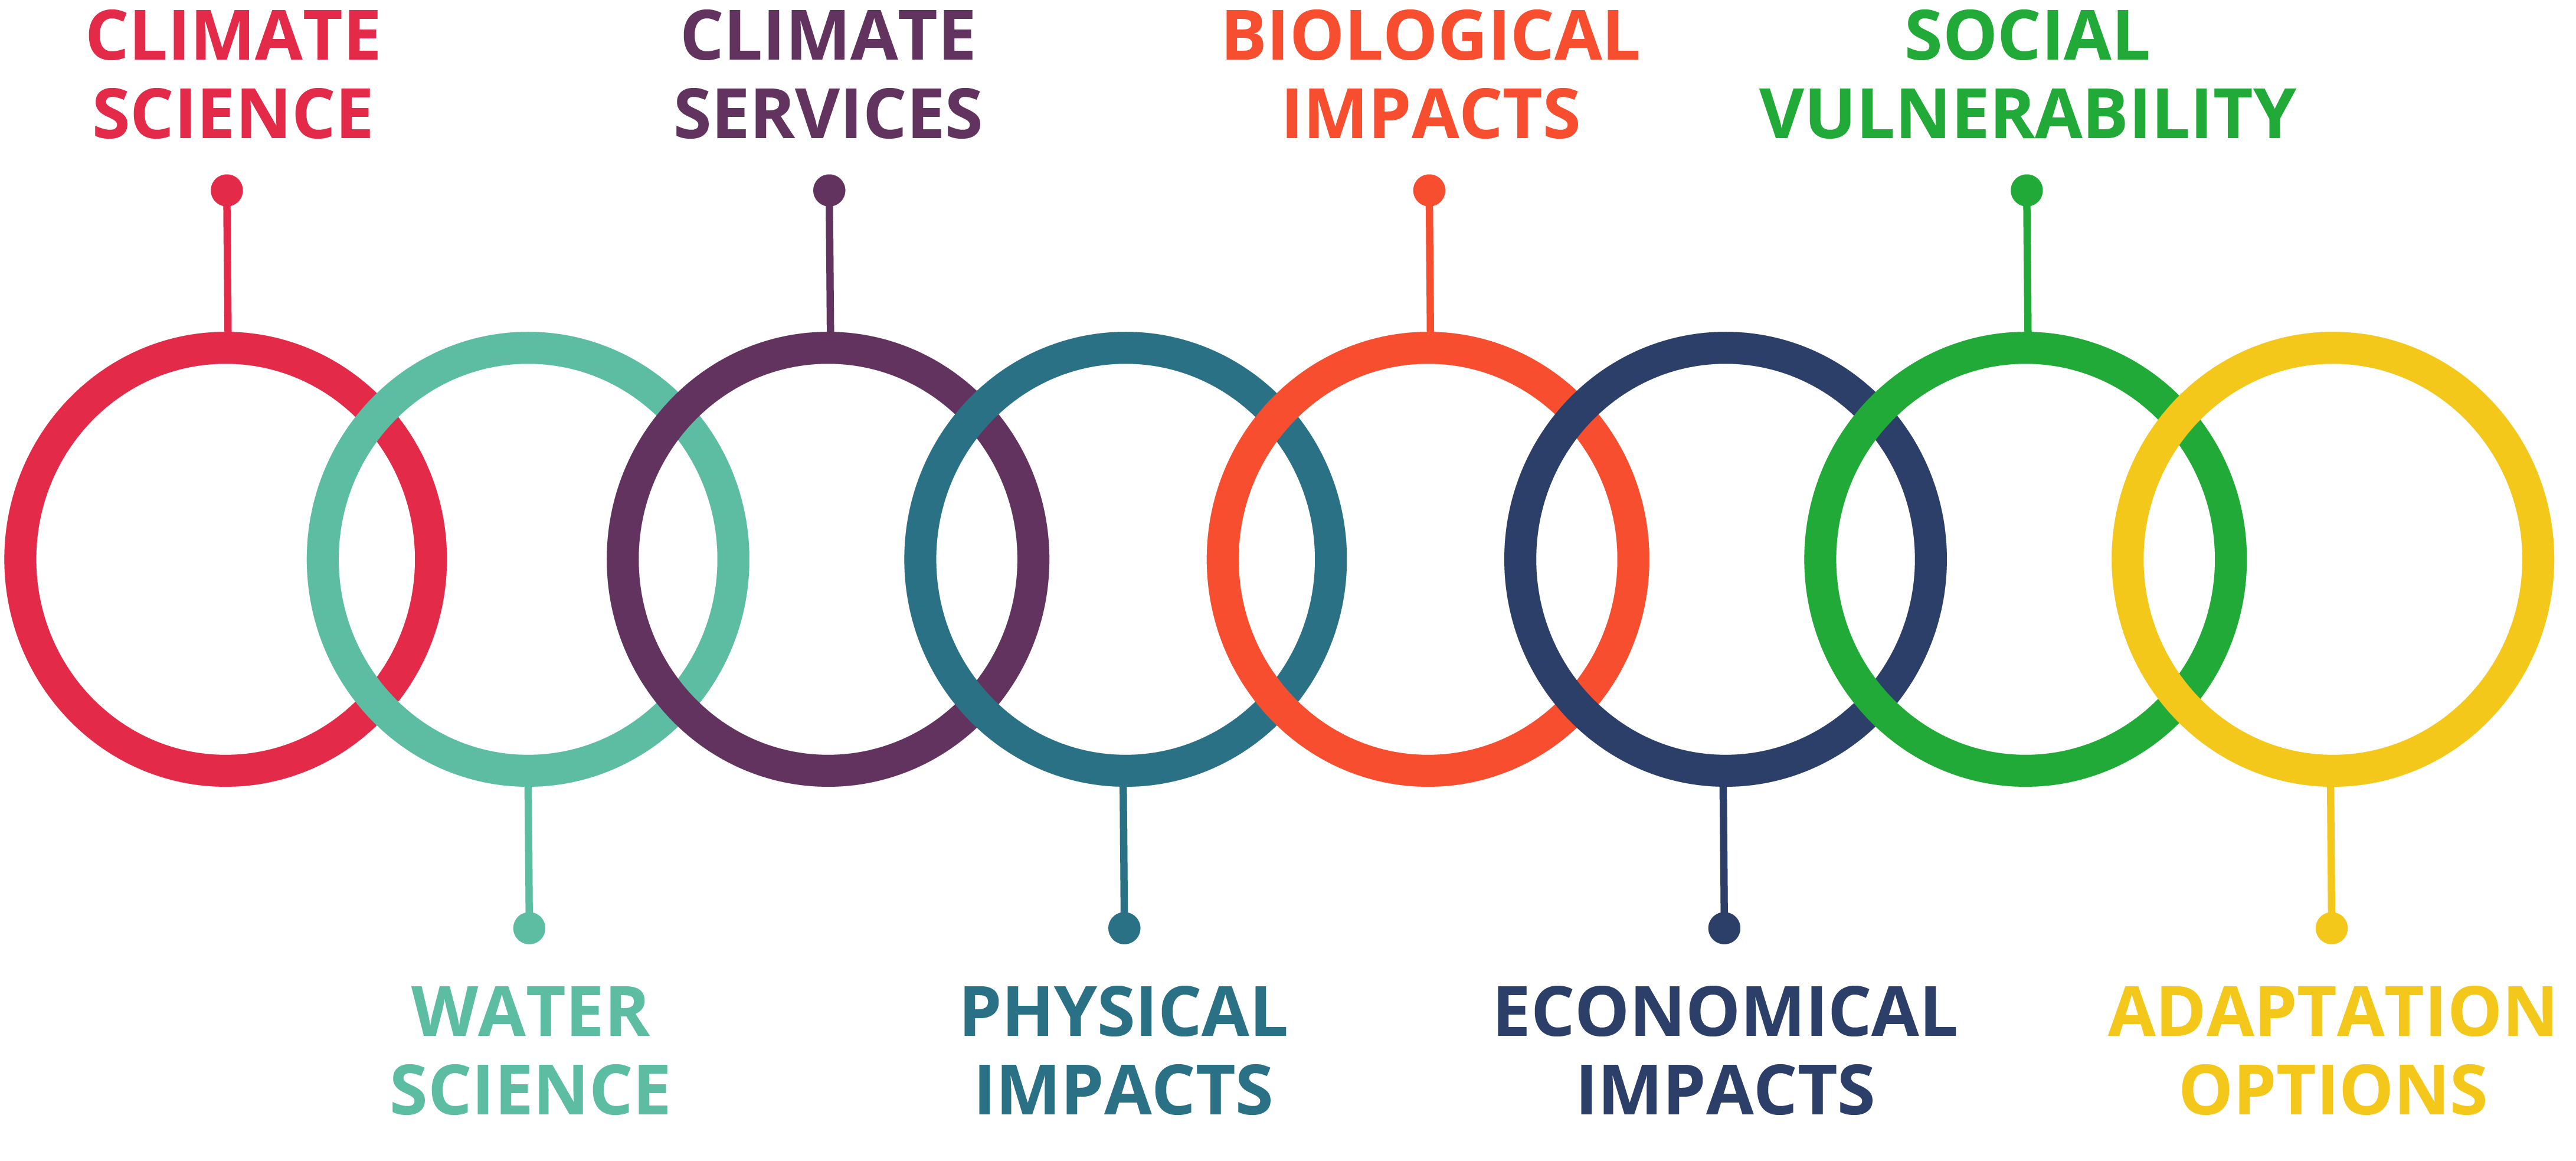 CLIMATE
SCIENCE
CLIMATE
SERVICES
BIOLOGICAL
IMPACTS
SOCIAL
VULNERABILITY
WATER
SCIENCE
PHYSICAL
IMPACTS
ECONOMICAL
IMPACTS
ADAPTATION
OPTIONS